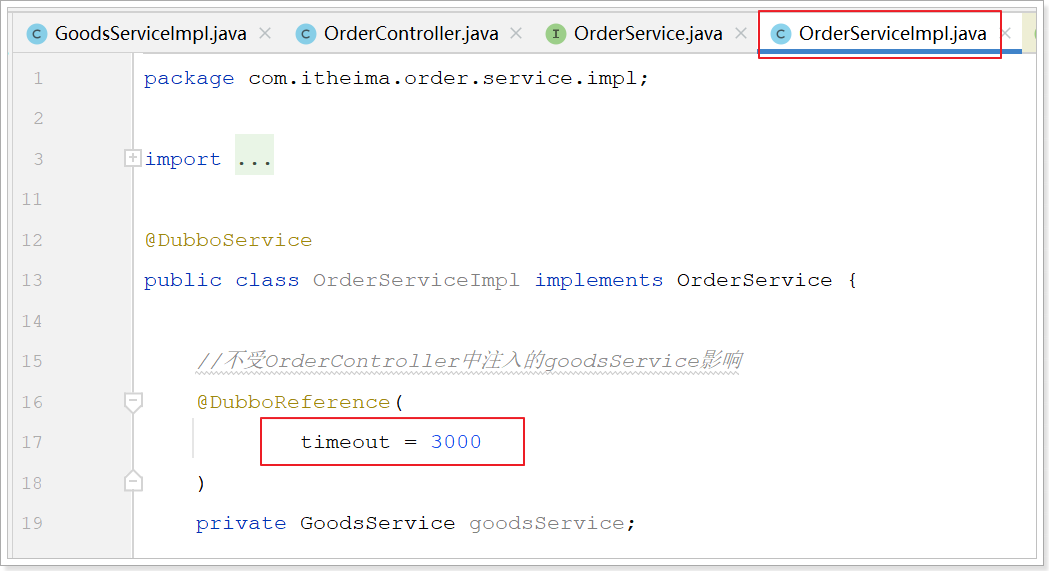 GoodsServiceImpl.java OrderController.java OrderService.java OrderServiceImpl.java
1 package com.itheima.order.service.impl;
2
3 import ...
11
12 @DubboService
13 public class OrderServiceImpl implements OrderService {
14
15 //不受OrderController中注入的goodsService影响
16 @DubboReference(
17 timeout = 3000
18 )
19 private GoodsService goodsService;